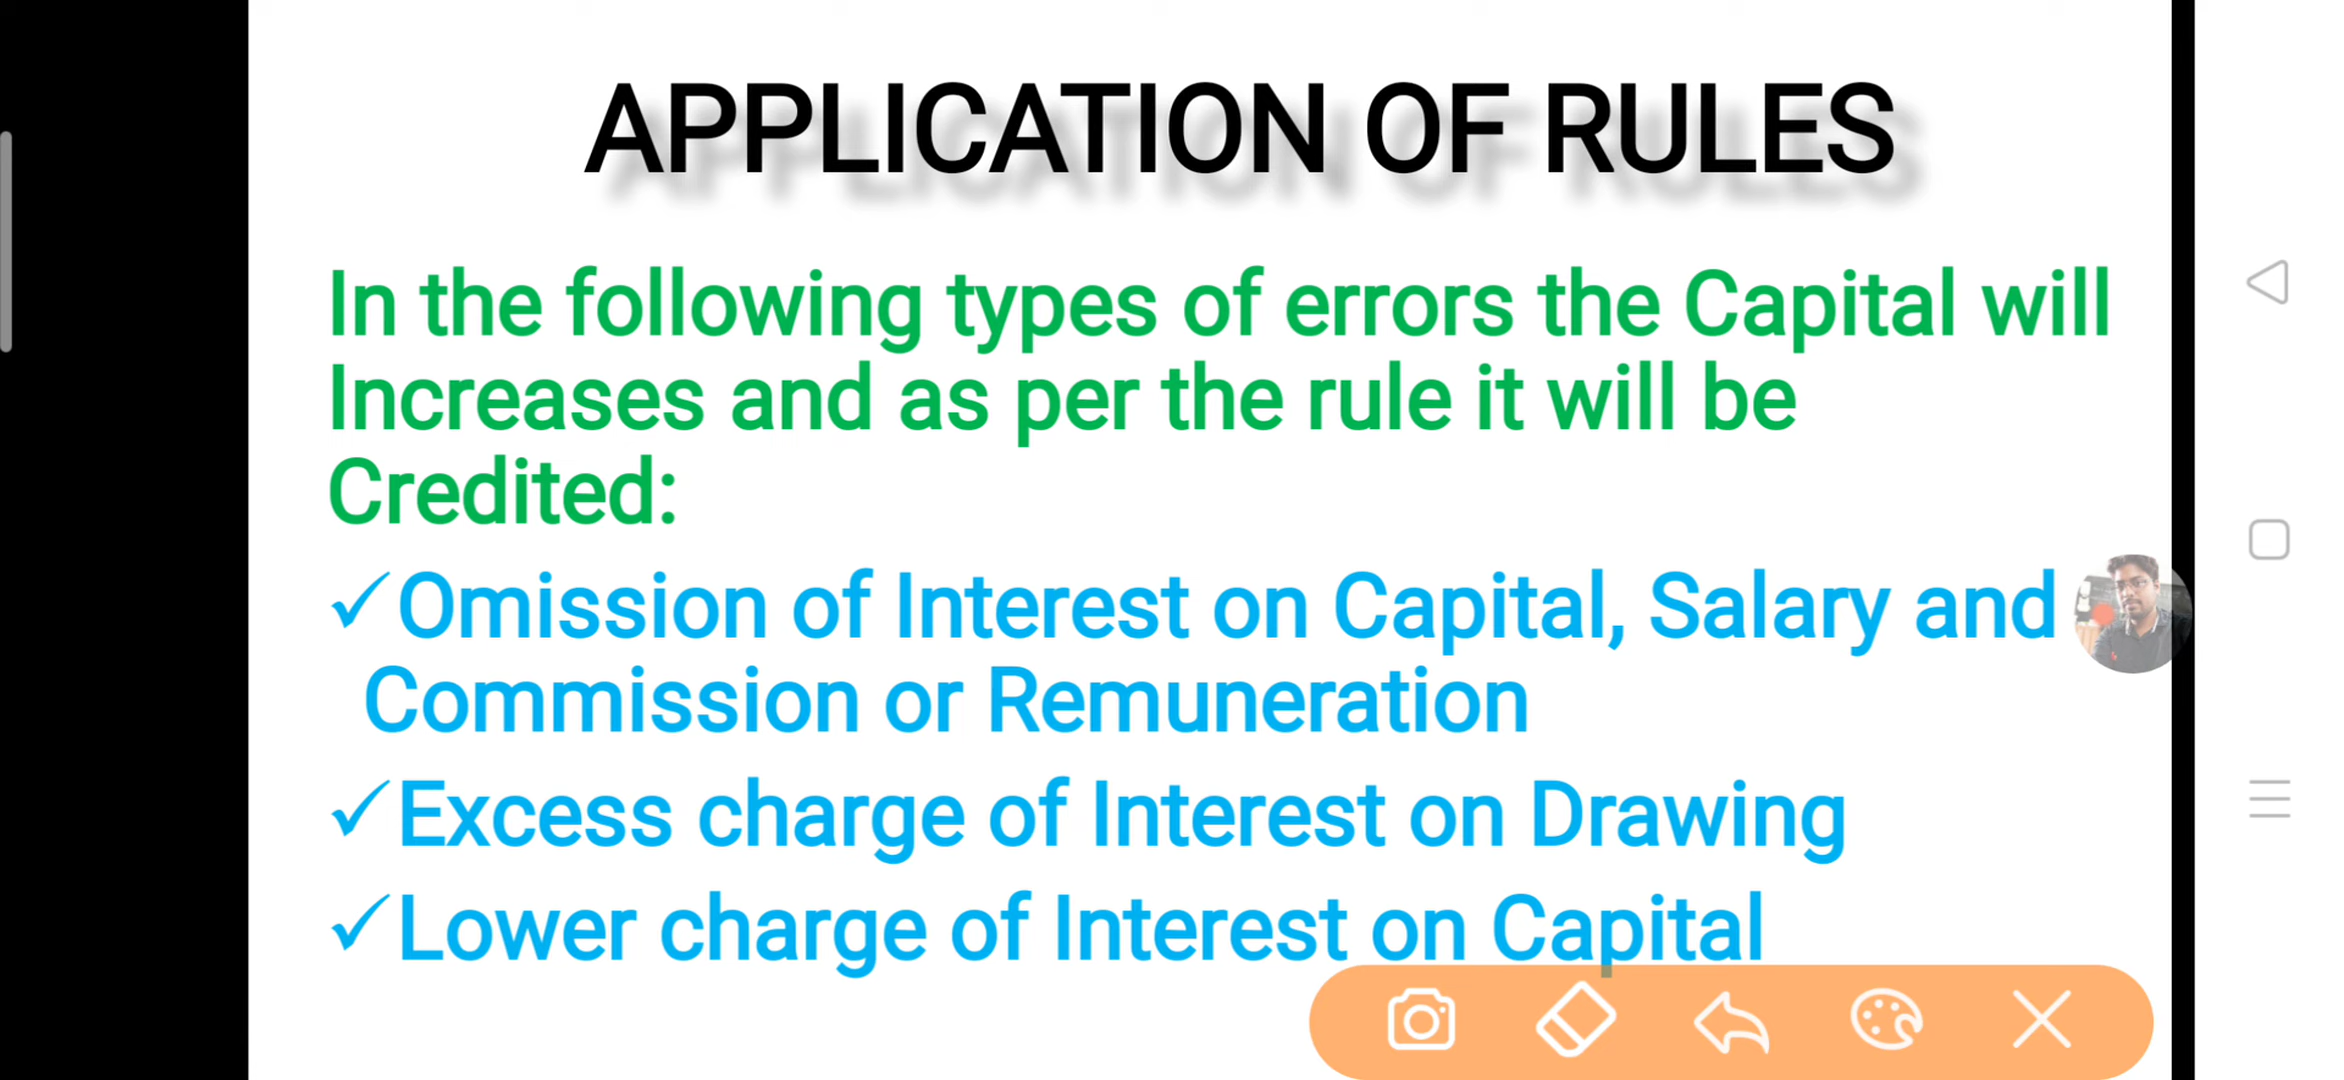 APPLICATION OF RULES
In the following types of errors the Capital will
Increases and as per the rule it will be
Credited:
✓Omission of Interest on Capital, Salary and
Commission or Remuneration
✓Excess charge of Interest on Drawing
✓Lower charge of Interest on Capital